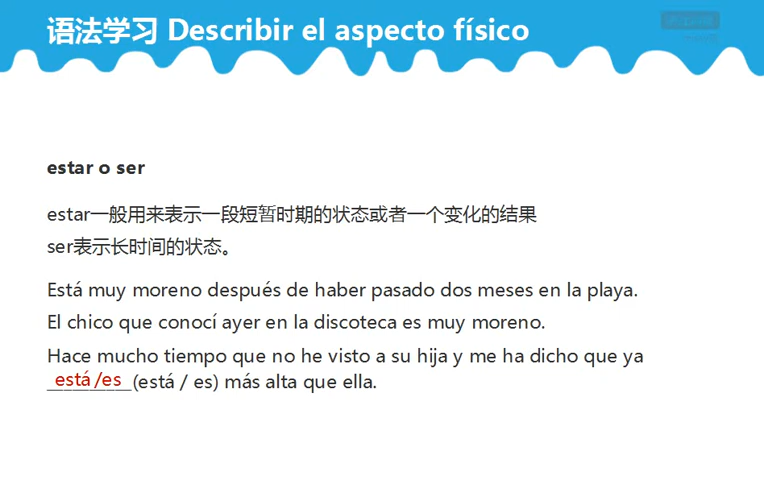 语法学习 Describir el aspecto físico
estar o ser
estar一般用来表示一段短暂时期的状态或者一个变化的结果
ser表示长时间的状态。
Está muy moreno después de haber pasado dos meses en la playa.
El chico que conocí ayer en la discoteca es muy moreno.
Hace mucho tiempo que no he visto a su hija y me ha dicho que ya
está/es(está / es) más alta que ella.